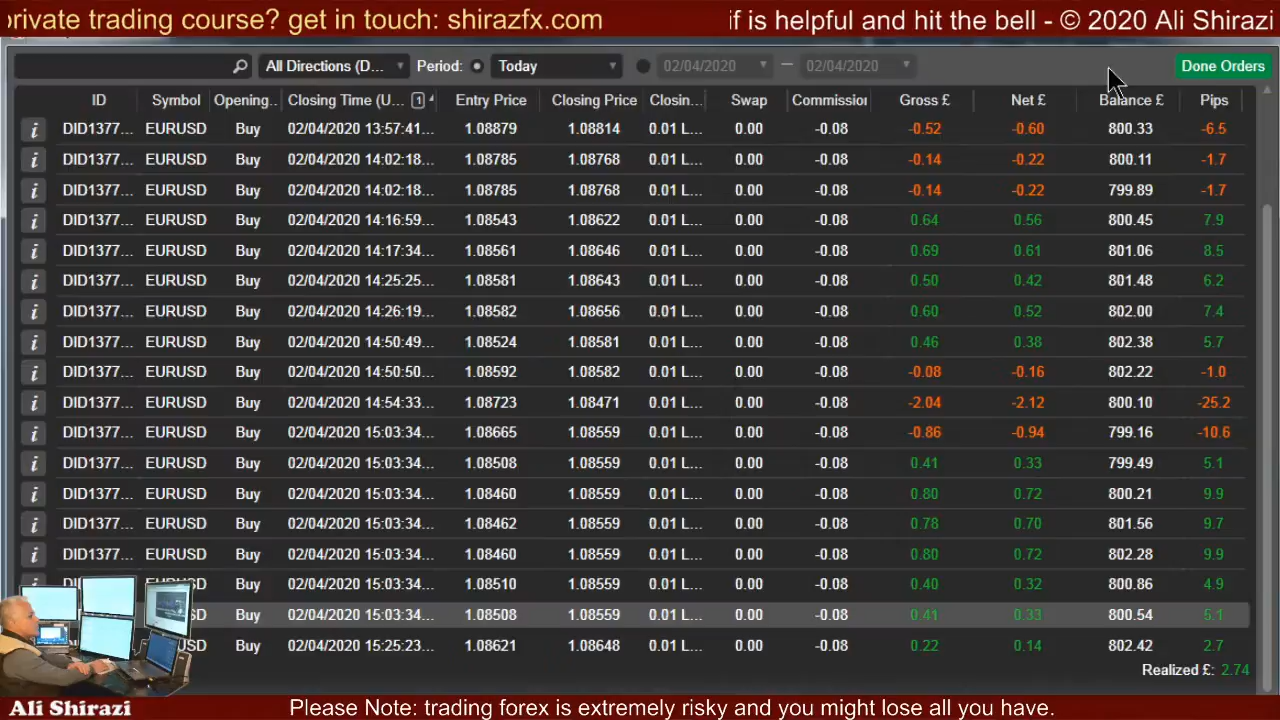 private trading course? get in touch: shirazfx.com if is helpful and hit the bell - © 2020 Ali Shirazi
All Directions (D... Period: Today 02/04/2020 — 02/04/2020 Done Orders
ID Symbol Opening.. Closing Time (U... 1 Entry Price Closing Price Closin... Swap Commission Gross £ Net £ Balance £ Pips
i DID1377... EURUSD Buy 02/04/2020 13:57:41... 1.08879 1.08814 0.01 L... 0.00 -0.08 -0.52 -0.60 800.33 -6.5
i DID1377... EURUSD Buy 02/04/2020 14:02:18... 1.08785 1.08768 0.01 L... 0.00 -0.08 -0.14 -0.22 800.11 -1.7
i DID1377... EURUSD Buy 02/04/2020 14:02:18... 1.08785 1.08768 0.01 L... 0.00 -0.08 -0.14 -0.22 799.89 -1.7
i DID1377... EURUSD Buy 02/04/2020 14:16:59... 1.08543 1.08622 0.01 L... 0.00 -0.08 0.64 0.56 800.45 7.9
i DID1377... EURUSD Buy 02/04/2020 14:17:34... 1.08561 1.08646 0.01 L... 0.00 -0.08 0.69 0.61 801.06 8.5
i DID1377... EURUSD Buy 02/04/2020 14:25:25... 1.08581 1.08643 0.01 L... 0.00 -0.08 0.50 0.42 801.48 6.2
i DID1377... EURUSD Buy 02/04/2020 14:26:19... 1.08582 1.08656 0.01 L... 0.00 -0.08 0.60 0.52 802.00 7.4
i DID1377... EURUSD Buy 02/04/2020 14:50:49... 1.08524 1.08581 0.01 L... 0.00 -0.08 0.46 0.38 802.38 5.7
i DID1377... EURUSD Buy 02/04/2020 14:50:50... 1.08592 1.08582 0.01 L... 0.00 -0.08 -0.08 -0.16 802.22 -1.0
i DID1377... EURUSD Buy 02/04/2020 14:54:33... 1.08723 1.08471 0.01 L... 0.00 -0.08 -2.04 -2.12 800.10 -25.2
i DID1377... EURUSD Buy 02/04/2020 15:03:34... 1.08665 1.08559 0.01 L... 0.00 -0.08 -0.86 -0.94 799.16 -10.6
i DID1377... EURUSD Buy 02/04/2020 15:03:34... 1.08508 1.08559 0.01 L... 0.00 -0.08 0.41 0.33 799.49 5.1
i DID1377... EURUSD Buy 02/04/2020 15:03:34... 1.08460 1.08559 0.01 L... 0.00 -0.08 0.80 0.72 800.21 9.9
i DID1377... EURUSD Buy 02/04/2020 15:03:34... 1.08462 1.08559 0.01 L... 0.00 -0.08 0.78 0.70 801.56 9.7
i DID1377... EURUSD Buy 02/04/2020 15:03:34... 1.08460 1.08559 0.01 L... 0.00 -0.08 0.80 0.72 802.28 9.9
EURUSD Buy 02/04/2020 15:03:34... 1.08510 1.08559 0.01 L... 0.00 -0.08 0.40 0.32 800.86 4.9
Buy 02/04/2020 15:03:34... 1.08508 1.08559 0.01 L... 0.00 -0.08 0.41 0.33 800.54 5.1
Buy 02/04/2020 15:25:23... 1.08621 1.08648 0.01 L... 0.00 -0.08 0.22 0.14 802.42 2.7
Realized £: 2.74
Ali Shirazi Please Note: trading forex is extremely risky and you might lose all you have.